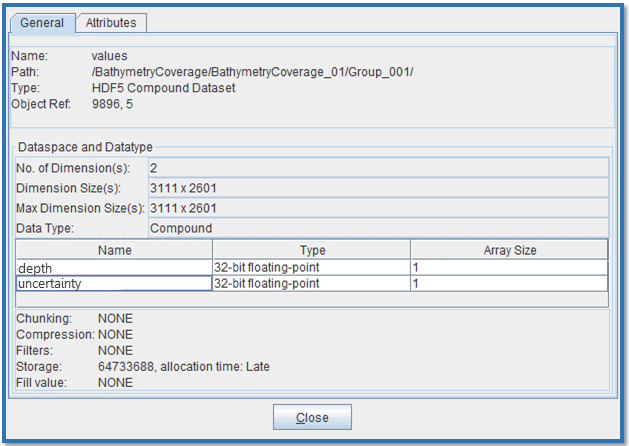 General Attributes
Name: values
Path: /BathymetryCoverage/BathymetryCoverage_01/Group_001/
Type: HDF5 Compound Dataset
Object Ref: 9896, 5
Dataspace and Datatype
No. of Dimension(s): 2
Dimension Size(s): 3111 x 2601
Max Dimension Size(s): 3111 x 2601
Data Type: Compound
Name Type Array Size
depth 32-bit floating-point 1
uncertainty 32-bit floating-point 1
Chunking: NONE
Compression: NONE
Filters: NONE
Storage: 64733688, allocation time: Late
Fill value: NONE
Close